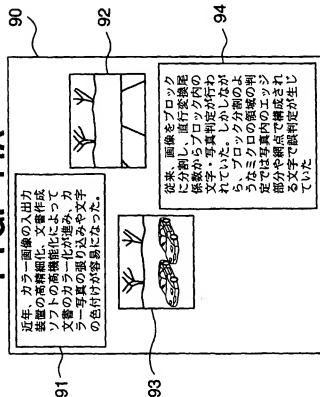 90
92
近年、カラー画像の入出力
装置の高精細化、文書作成
ソフトの高機能化によって
文書のカラー化が進み、カ
ラー写真の張り込みや文字
の色付けが容易になった。
91
93
従来、画像をブロック
に分割し、直行変換尾
係数からブロック内の
文字・写真判定が行わ
れていた。しかしなが
ら、ブロック分割のよ
うなミクロの領域の判
定では写真内のエッジ
部分や網点で構成され
る文字で誤判定が生じ
ていた
94